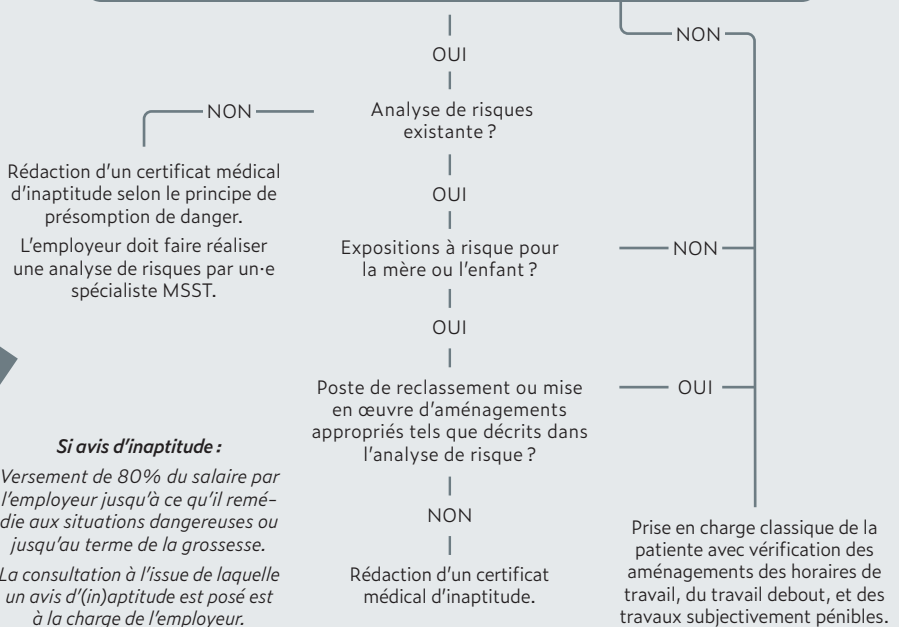 NON
OUI
NON
Analyse de risques
existante ?
Rédaction d'un certificat médical
d'inaptitude selon le principe de
présomption de danger.
L'employeur doit faire réaliser
une analyse de risques par un·e
spécialiste MSST.
OUI
Expositions à risque pour
la mère ou l'enfant ?
NON
OUI
Poste de reclassement ou mise
en œuvre d'aménagements
appropriés tels que décrits dans
l'analyse de risque ?
OUI
Si avis d'inaptitude :
Versement de 80% du salaire par
l'employeur jusqu'à ce qu'il remé-
die aux situations dangereuses ou
jusqu'au terme de la grossesse.
La consultation à l'issue de laquelle
un avis d'(in)aptitude est posé est
à la charge de l'employeur.
NON
Rédaction d'un certificat
médical d'inaptitude.
Prise en charge classique de la
patiente avec vérification des
aménagements des horaires de
travail, du travail debout, et des
travaux subjectivement pénibles.